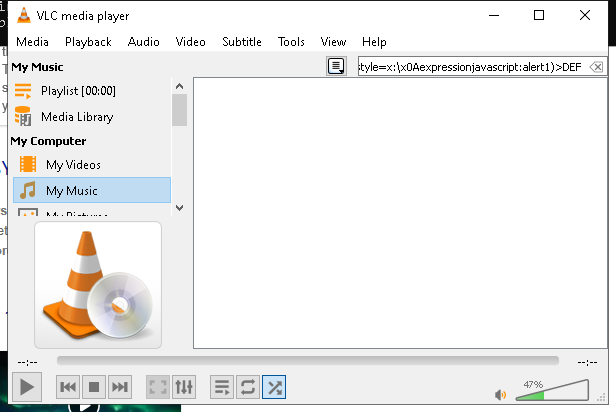 VLC media player
Media Playback Audio Video Subtitle Tools View Help
My Music
style=x:\x0Aexpressionjavascript:alert1)>DEF
Playlist [00:00]
Media Library
My Computer
My Videos
My Music
My Pictures
--:--
--:--
47%